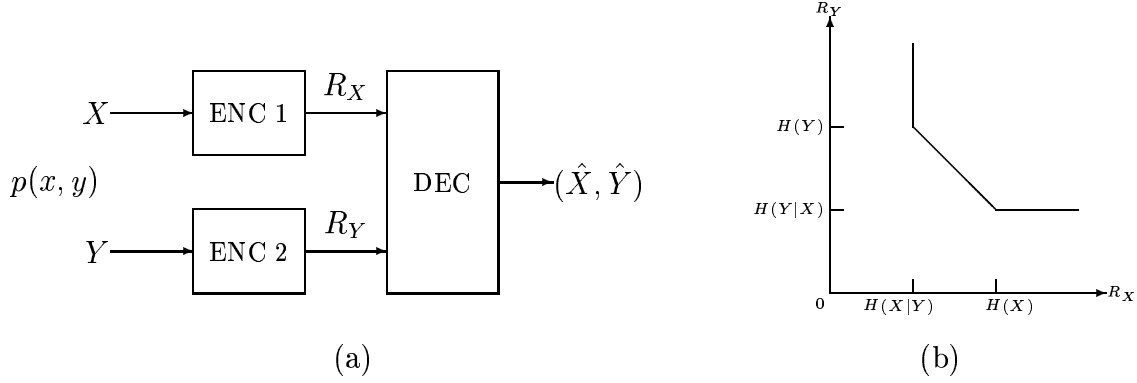 X
ENC 1
R_X
p(x, y)
DEC
(X̂, Ŷ)
Y
ENC 2
R_Y
(a)
R_Y
H(Y)
H(Y|X)
0
H(X|Y)
H(X)
R_X
(b)